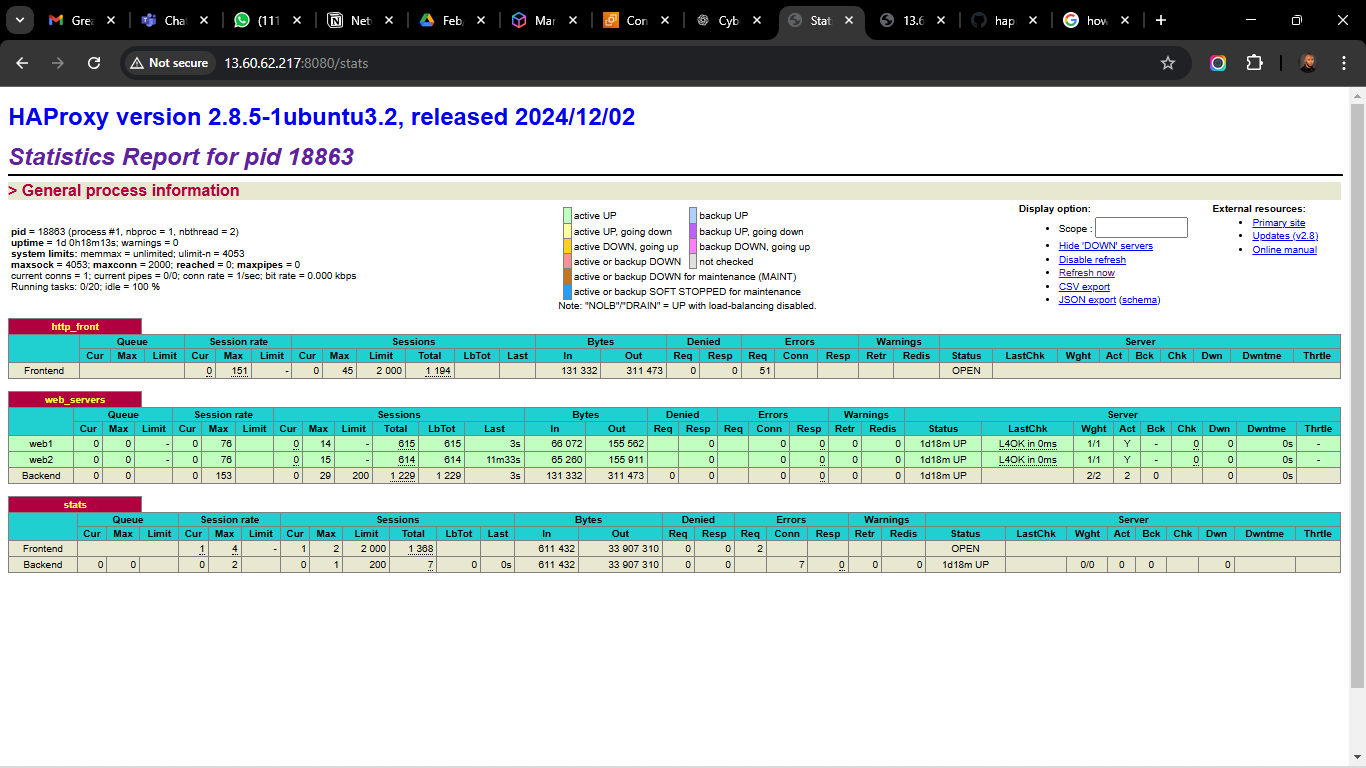 Grea
Cha
(111
Net
Feb,
Mar
Con
Cyb
Stat
13.6
hap
how
Not secure
13.60.62.217:8080/stats
HAProxy version 2.8.5-1ubuntu3.2, released 2024/12/02
Statistics Report for pid 18863
> General process information
pid = 18863 (process #1, nbproc = 1, nbthread = 2)
uptime = 1d 0h18m13s; warnings = 0
system limits: memmax = unlimited; ulimit-n = 4053
maxsock = 4053; maxconn = 2000; reached = 0; maxpipes = 0
current conns = 1; current pipes = 0/0; conn rate = 1/sec; bit rate = 0.000 kbps
Running tasks: 0/20; idle = 100 %
active UP backup UP
active UP, going down backup UP, going down
active DOWN, going up backup DOWN, going up
active or backup DOWN not checked
active or backup DOWN for maintenance (MAINT)
active or backup SOFT STOPPED for maintenance
Note: "NOLB"/"DRAIN" = UP with load-balancing disabled.
Display option:
Scope :
Hide 'DOWN' servers
Disable refresh
Refresh now
CSV export
JSON export (schema)
External resources:
Primary site
Updates (v2.8)
Online manual
http_front
Queue Session rate Sessions Bytes Denied Errors Warnings Server
Cur Max Limit Cur Max Limit Cur Max Limit Total LbTot Last In Out Req Resp Req Conn Resp Retr Redis Status LastChk Wght Act Bck Chk Dwn Dwntme Thrtle
Frontend 0 151 - 0 45 2 000 1 194 131 332 311 473 0 0 51 OPEN
web_servers
Queue Session rate Sessions Bytes Denied Errors Warnings Server
Cur Max Limit Cur Max Limit Cur Max Limit Total LbTot Last In Out Req Resp Req Conn Resp Retr Redis Status LastChk Wght Act Bck Chk Dwn Dwntme Thrtle
web1 0 0 - 0 76 0 14 - 615 615 3s 66 072 155 562 0 0 0 0 0 1d18m UP L4OK in 0ms 1/1 Y - 0 0 0s -
web2 0 0 - 0 76 0 15 - 614 614 11m33s 65 260 155 911 0 0 0 0 0 1d18m UP L4OK in 0ms 1/1 Y - 0 0 0s -
Backend 0 0 0 153 0 29 200 1 229 1 229 3s 131 332 311 473 0 0 0 0 0 0 1d18m UP 2/2 2 0 0 0s
stats
Queue Session rate Sessions Bytes Denied Errors Warnings Server
Cur Max Limit Cur Max Limit Cur Max Limit Total LbTot Last In Out Req Resp Req Conn Resp Retr Redis Status LastChk Wght Act Bck Chk Dwn Dwntme Thrtle
Frontend 1 4 - 1 2 2 000 1 368 611 432 33 907 310 0 0 2 OPEN
Backend 0 0 0 2 0 1 200 7 0 0s 611 432 33 907 310 0 0 7 0 0 0 1d18m UP 0/0 0 0 0